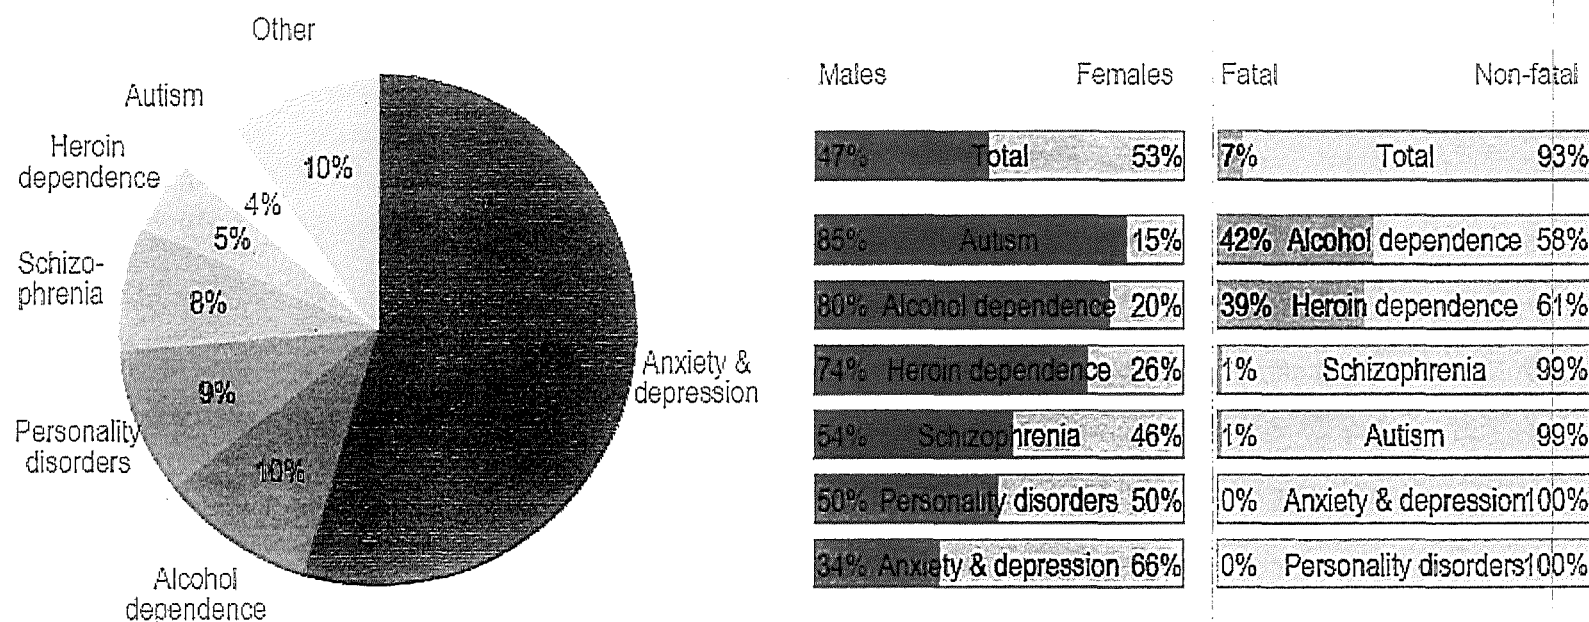 Other
Autism
Heroin
dependence
Schizo-
phrenia
Personality
disorders
Alcohol
dependence
Anxiety &
depression
10%
4%
5%
8%
9%
10%
Males Females
47% Total 53%
85% Autism 15%
80% Alcohol dependence 20%
74% Heroin dependence 26%
54% Schizophrenia 46%
50% Personality disorders 50%
34% Anxiety & depression 66%
Fatal Non-fatal
7% Total 93%
42% Alcohol dependence 58%
39% Heroin dependence 61%
1% Schizophrenia 99%
1% Autism 99%
0% Anxiety & depression 100%
0% Personality disorders 100%